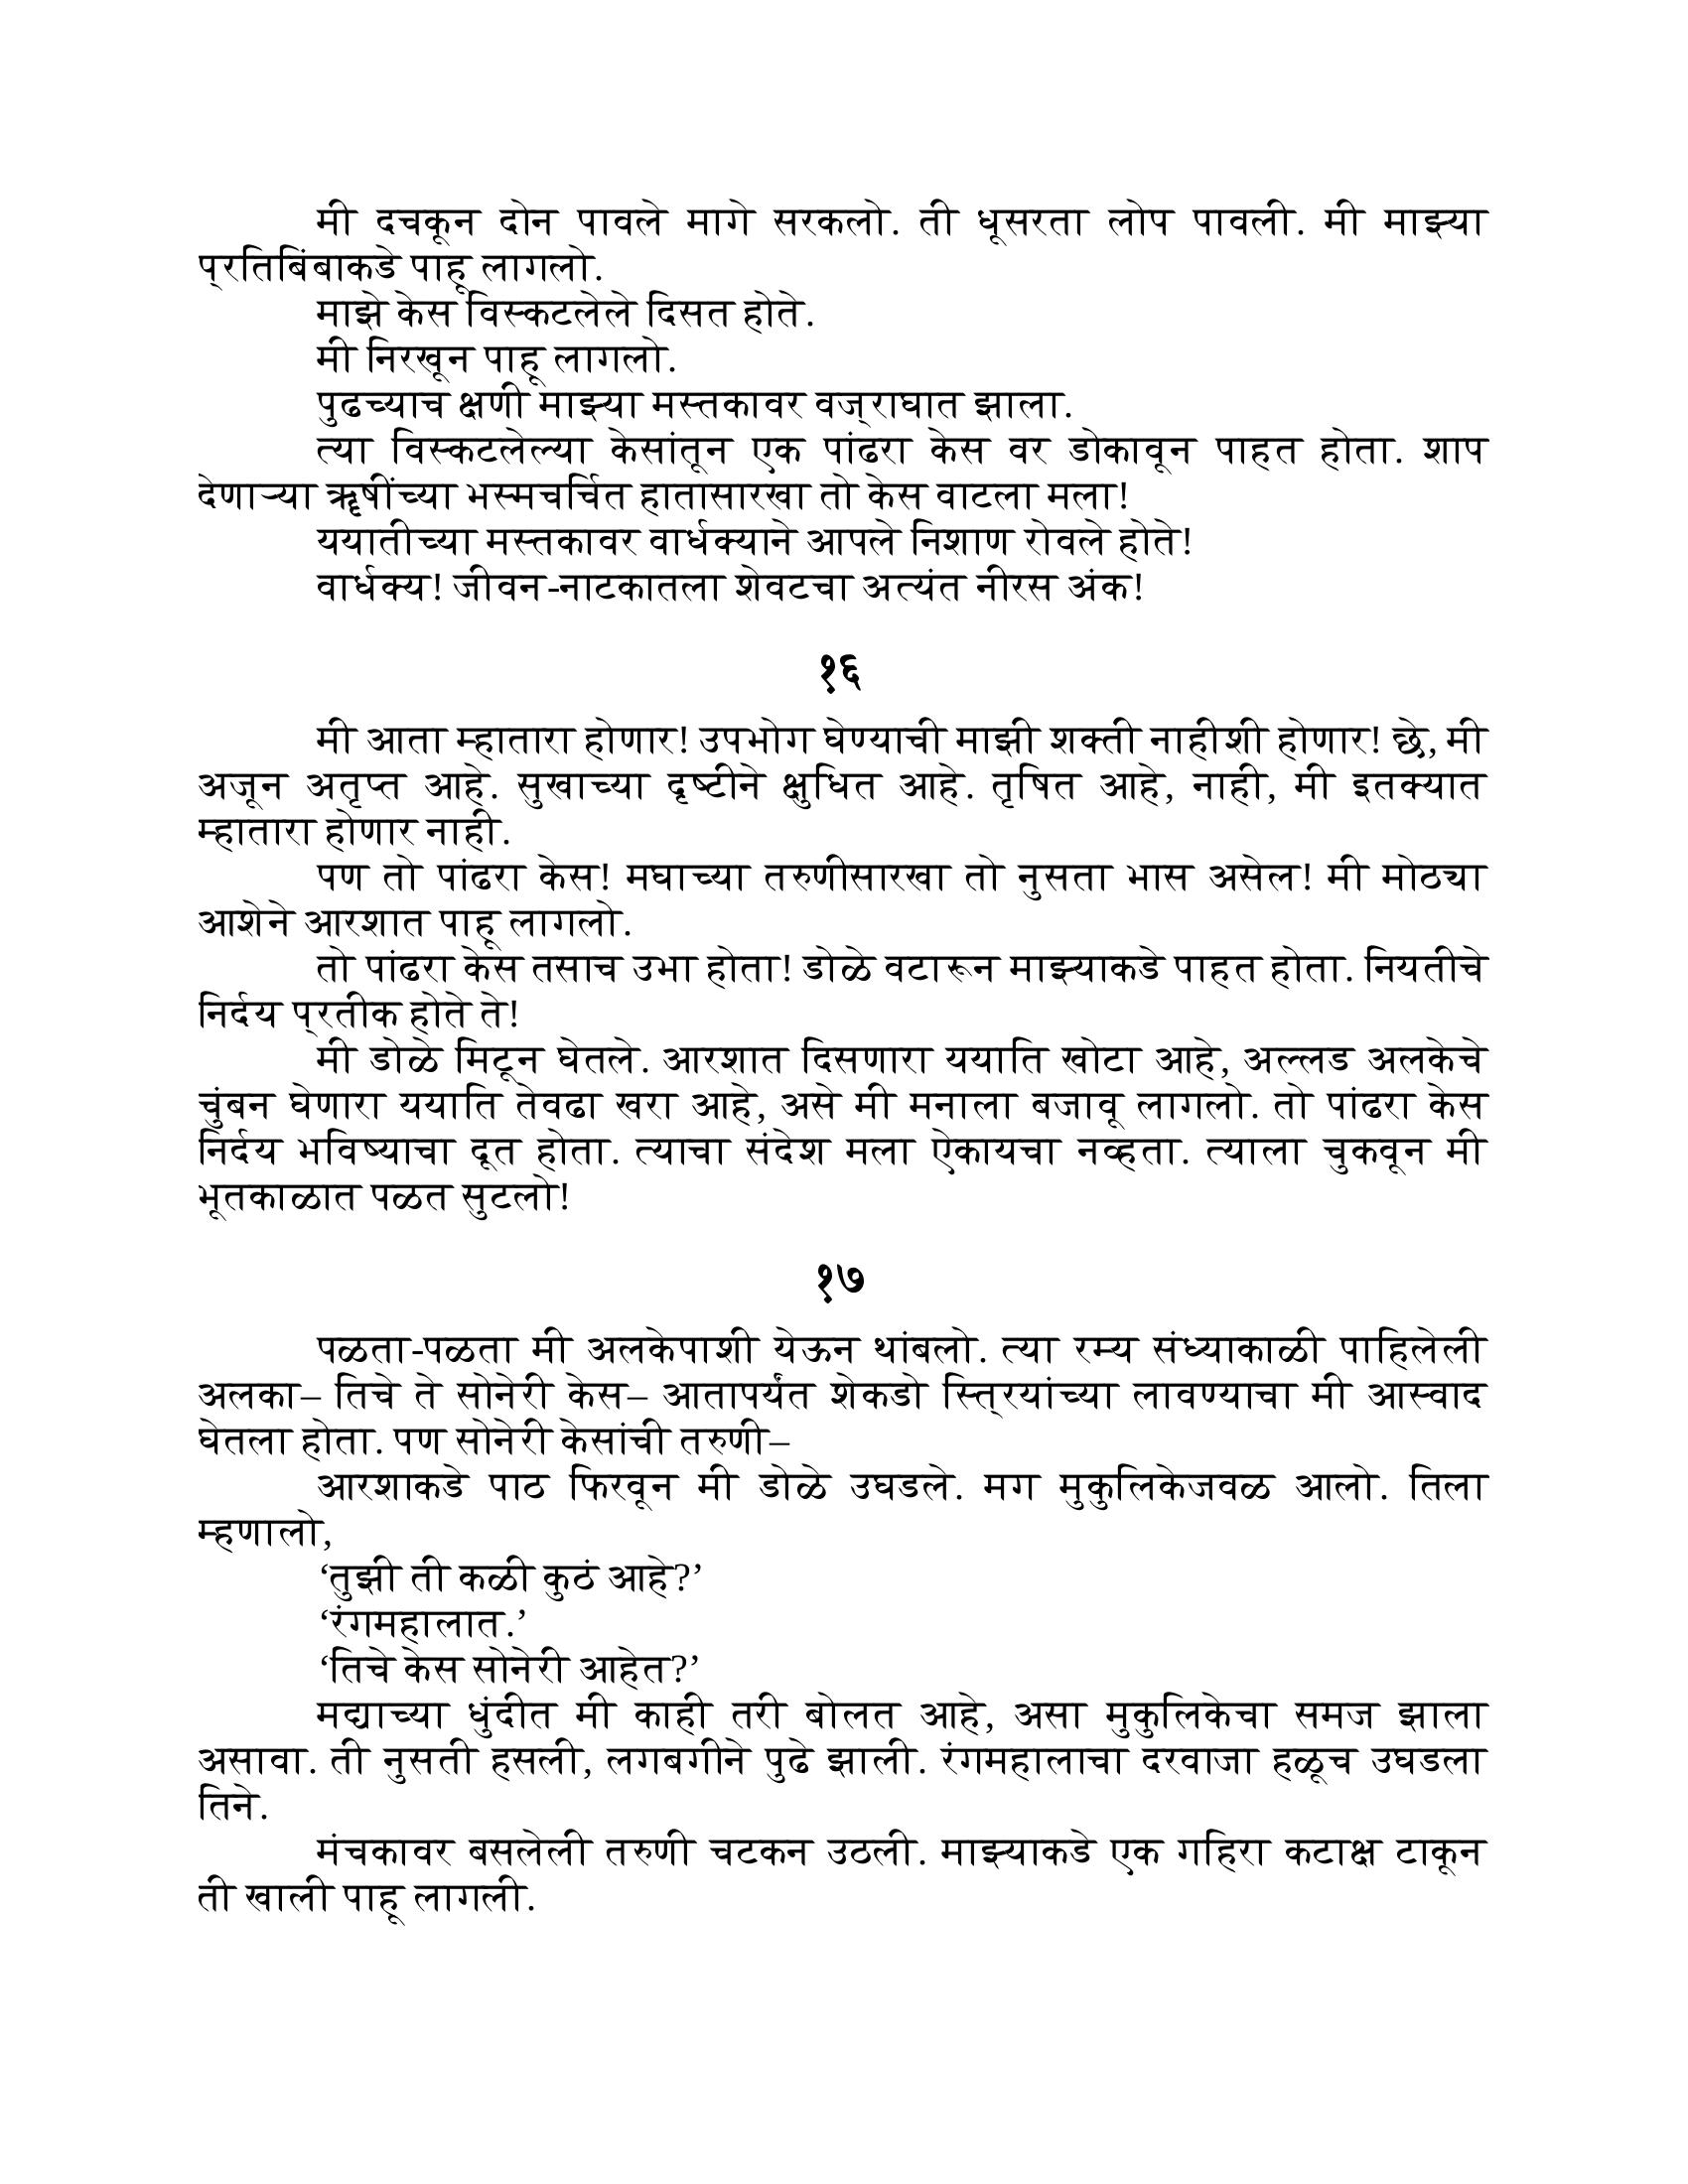 मी दचकून दोन पावले मागे सरकलो. ती धूसरता लोप पावली. मी माझ्या
प्रतिबिंबाकडे पाहू लागलो.
माझे केस विस्कटलेले दिसत होते.
मी निरखून पाहू लागलो.
पुढच्याच क्षणी माझ्या मस्तकावर वज्राघात झाला.
त्या विस्कटलेल्या केसांतून एक पांढरा केस वर डोकावून पाहत होता. शाप
देणाऱ्या ॠषींच्या भस्मचर्चित हातासारखा तो केस वाटला मला!
ययातीच्या मस्तकावर वार्धक्याने आपले निशाण रोवले होते!
वार्धक्य! जीवन-नाटकातला शेवटचा अत्यंत नीरस अंक!
१६
मी आता म्हातारा होणार! उपभोग घेण्याची माझी शक्ती नाहीशी होणार! छे, मी
अजून अतृप्त आहे. सुखाच्या दृष्टीने क्षुधित आहे. तृषित आहे, नाही, मी इतक्यात
म्हातारा होणार नाही.
पण तो पांढरा केस! मघाच्या तरुणीसारखा तो नुसता भास असेल! मी मोठ्या
आशेने आरशात पाहू लागलो.
तो पांढरा केस तसाच उभा होता! डोळे वटारून माझ्याकडे पाहत होता. नियतीचे
निर्दय प्रतीक होते ते!
मी डोळे मिटून घेतले. आरशात दिसणारा ययाति खोटा आहे, अल्लड अलकेचे
चुंबन घेणारा ययाति तेवढा खरा आहे, असे मी मनाला बजावू लागलो. तो पांढरा केस
निर्दय भविष्याचा दूत होता. त्याचा संदेश मला ऐकायचा नव्हता. त्याला चुकवून मी
भूतकाळात पळत सुटलो!
१७
पळता-पळता मी अलकेपाशी येऊन थांबलो. त्या रम्य संध्याकाळी पाहिलेली
अलका– तिचे ते सोनेरी केस– आतापर्यंत शेकडो स्त्रियांच्या लावण्याचा मी आस्वाद
घेतला होता. पण सोनेरी केसांची तरुणी–
आरशाकडे पाठ फिरवून मी डोळे उघडले. मग मुकुलिकेजवळ आलो. तिला
म्हणालो,
‘तुझी ती कळी कुठं आहे?’
‘रंगमहालात.’
‘तिचे केस सोनेरी आहेत?’
मद्याच्या धुंदीत मी काही तरी बोलत आहे, असा मुकुलिकेचा समज झाला
असावा. ती नुसती हसली, लगबगीने पुढे झाली. रंगमहालाचा दरवाजा हळूच उघडला
तिने.
मंचकावर बसलेली तरुणी चटकन उठली. माझ्याकडे एक गहिरा कटाक्ष टाकून
ती खाली पाहू लागली.